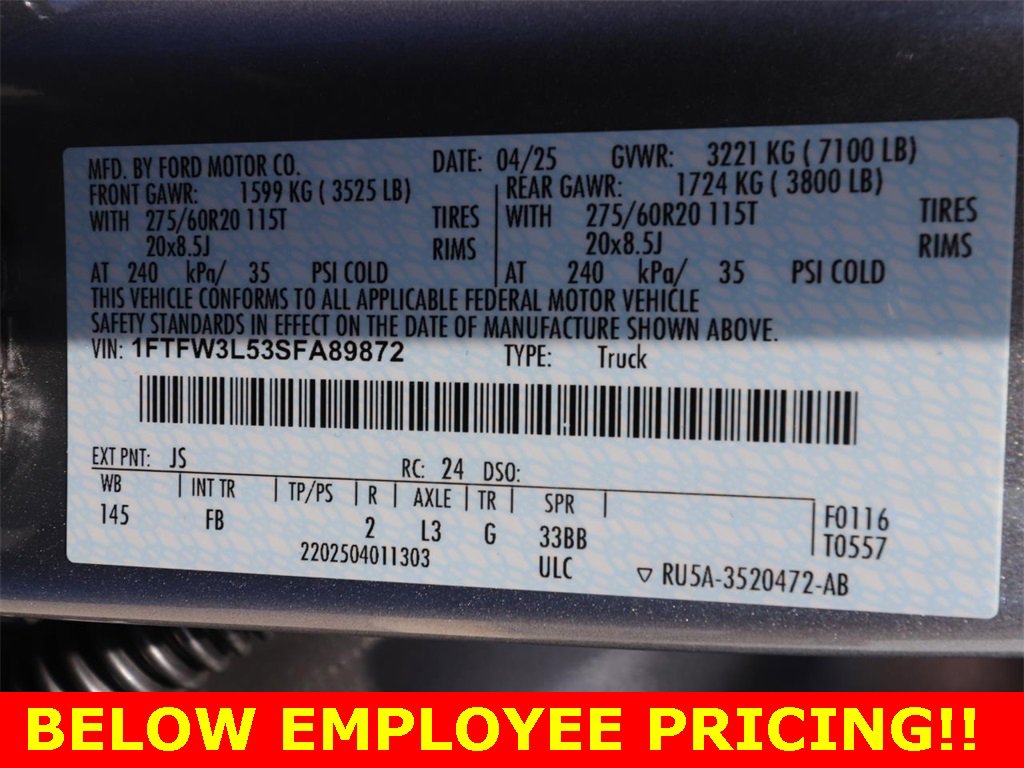 MFD. BY FORD MOTOR CO. DATE: 04/25 GVWR: 3221 KG ( 7100 LB)
FRONT GAWR: 1599 KG ( 3525 LB) REAR GAWR: 1724 KG ( 3800 LB)
WITH 275/60R20 115T TIRES WITH 275/60R20 115T TIRES
20x8.5J RIMS 20x8.5J RIMS
AT 240 kPa/ 35 PSI COLD AT 240 kPa/ 35 PSI COLD
THIS VEHICLE CONFORMS TO ALL APPLICABLE FEDERAL MOTOR VEHICLE
SAFETY STANDARDS IN EFFECT ON THE DATE OF MANUFACTURE SHOWN ABOVE.
VIN: 1FTFW3L53SFA89872 TYPE: Truck
EXT PNT: JS RC: 24 DSO:
WB INT TR TP/PS R AXLE TR SPR
145 FB 2 L3 G 33BB F0116
2202504011303 ULC T0557
RU5A-3520472-AB
BELOW EMPLOYEE PRICING!!